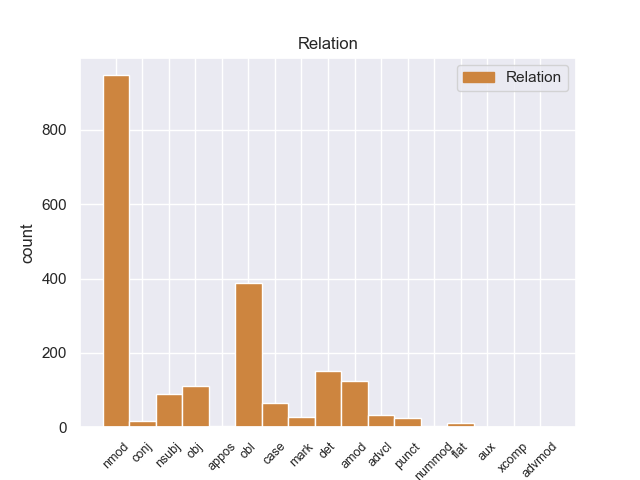 Relation
Relation
count
800
600
400
200
0
nmod conj nsubj obj appos obl case mark det amod advcl punct nummod flat aux xcomp advmod